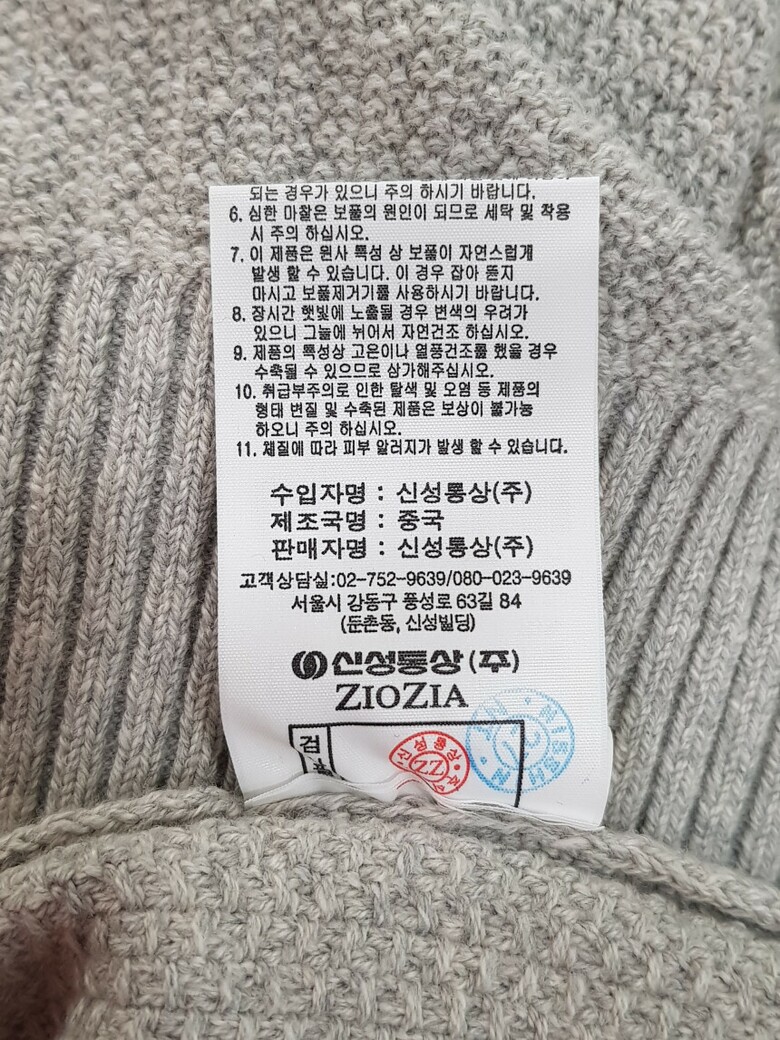 되는 경우가 있으니 주의 하시기 바랍니다.
6. 심한 마찰은 보풀의 원인이 되므로 세탁 및 착용
시 주의 하십시오.
7. 이 제품은 원사 특성 상 보풀이 자연스럽게
발생 할 수 있습니다. 이 경우 잡아 뜯지
마시고 보풀제거기를 사용하시기 바랍니다.
8. 장시간 햇빛에 노출될 경우 변색의 우려가
있으니 그늘에 뉘어서 자연건조 하십시오.
9. 제품의 특성상 고온이나 열풍건조를 했을 경우
수축될 수 있으므로 삼가해주십시오.
10. 취급부주의로 인한 탈색 및 오염 등 제품의
형태 변질 및 수축된 제품은 보상이 불가능
하오니 주의 하십시오.
11. 체질에 따라 피부 알러지가 발생 할 수 있습니다.
수입자명 : 신성통상(주)
제조국명 : 중국
판매자명 : 신성통상(주)
고객상담실:02-752-9639/080-023-9639
서울시 강동구 풍성로 63길 84
(둔촌동, 신성빌딩)
신성통상(주)
ZIOZIA
검
신성통상
ZZ